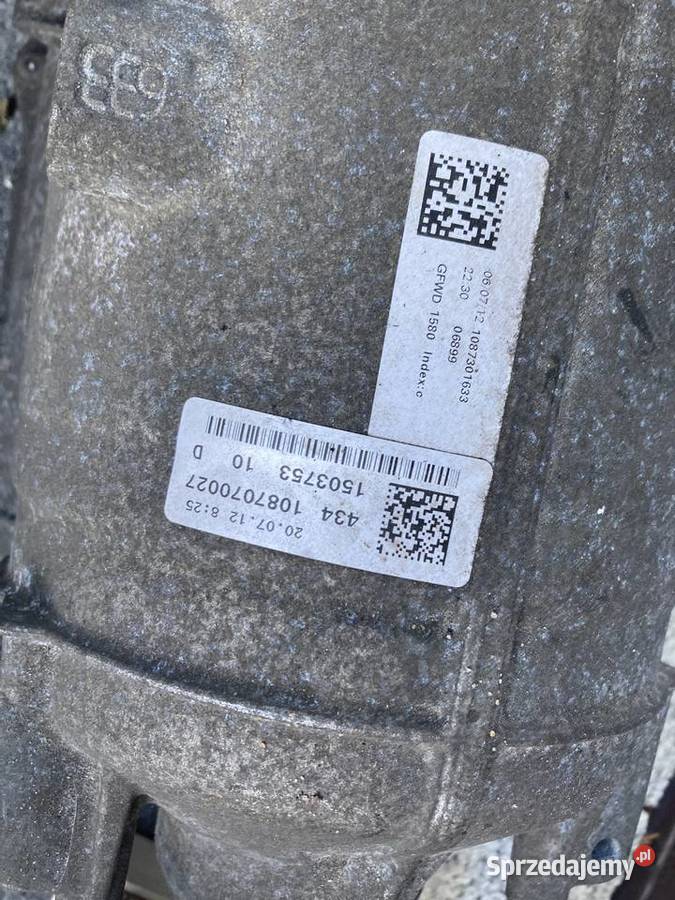 06.07.12 1087301633
22:30 06899
GFWD 1580 Index:c
20.07.12 8:25
434 1087070027
1503753 10 D
Sprzedajemy.pl